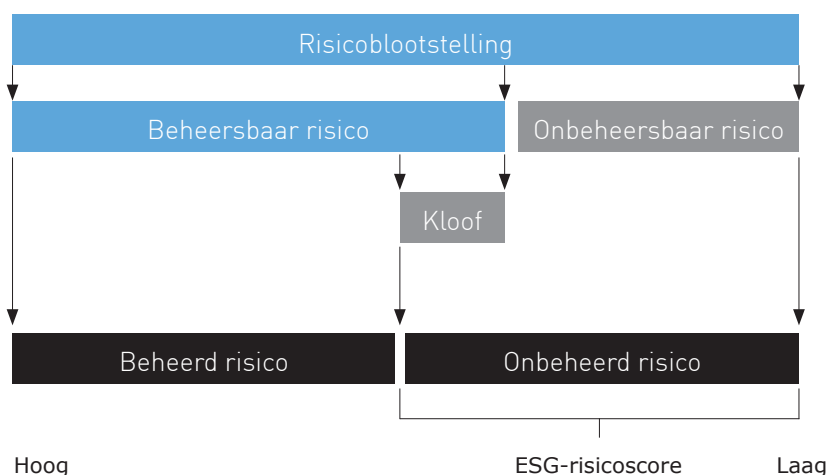 Risicoblootstelling
Beheersbaar risico
Onbeheersbaar risico
Kloof
Beheerd risico
Onbeheerd risico
Hoog
ESG-risicoscore
Laag